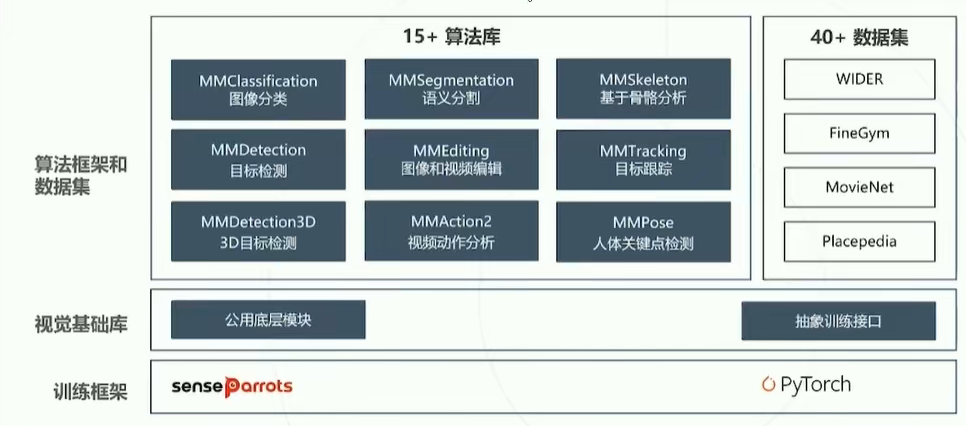 15+ 算法库
40+ 数据集
MMClassification
图像分类
MMSegmentation
语义分割
MMSkeleton
基于骨骼分析
WIDER
FineGym
算法框架和
数据集
MMDetection
目标检测
MMEditing
图像和视频编辑
MMTracking
目标跟踪
MovieNet
MMDetection3D
3D目标检测
MMAction2
视频动作分析
MMPose
人体关键点检测
Placepedia
视觉基础库
公用底层模块
抽象训练接口
训练框架
senseParrots
PyTorch